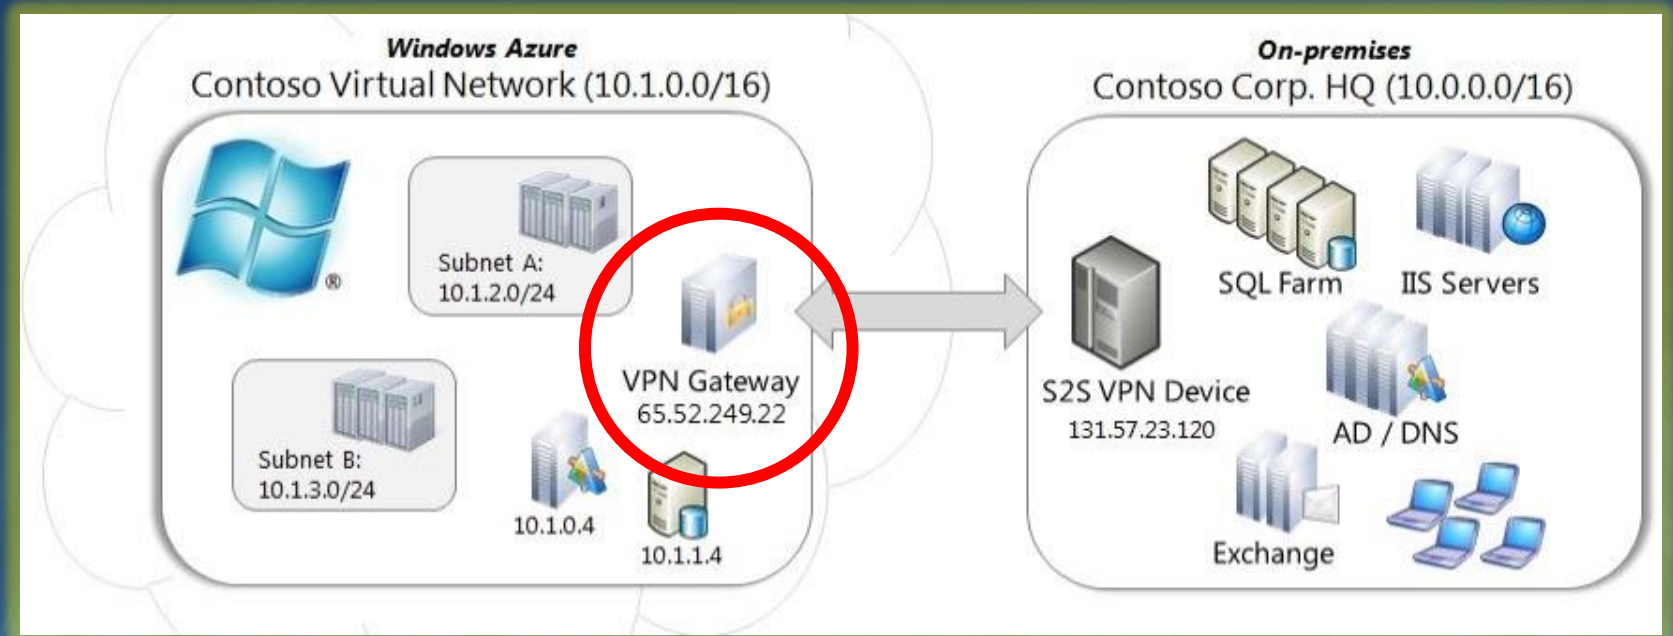 Windows Azure
Contoso Virtual Network (10.1.0.0/16)
®
Subnet A:
10.1.2.0/24
VPN Gateway
65.52.249.22
Subnet B:
10.1.3.0/24
10.1.0.4
10.1.1.4
On-premises
Contoso Corp. HQ (10.0.0.0/16)
SQL Farm
IIS Servers
S2S VPN Device
131.57.23.120
AD / DNS
Exchange